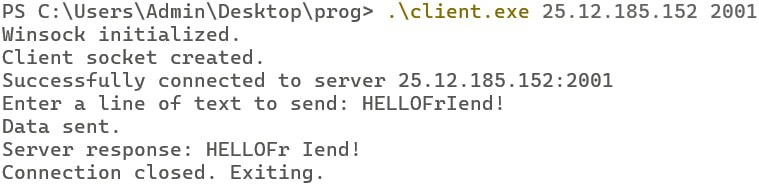 PS C:\Users\Admin\Desktop\prog> .\client.exe 25.12.185.152 2001
Winsock initialized.
Client socket created.
Successfully connected to server 25.12.185.152:2001
Enter a line of text to send: HELLOFrIend!
Data sent.
Server response: HELLOFr Iend!
Connection closed. Exiting.